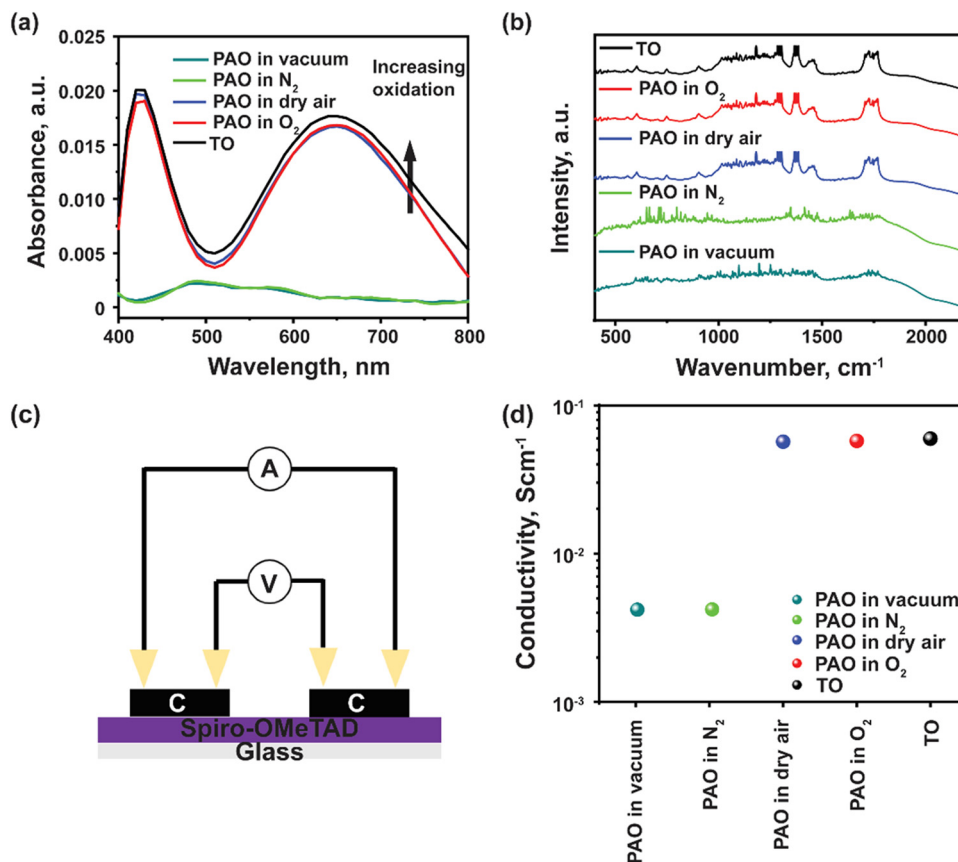 (a)
0.025
0.020
0.015
0.010
0.005
0
Absorbance, a.u.
PAO in vacuum
PAO in N₂
PAO in dry air
PAO in O₂
TO
Increasing
oxidation
400
500
600
700
800
Wavelength, nm
(b)
Intensity, a.u.
TO
PAO in O₂
PAO in dry air
PAO in N₂
PAO in vacuum
500
1000
1500
2000
Wavenumber, cm⁻¹
(c)
A
V
C
C
Spiro-OMeTAD
Glass
(d)
10⁻¹
10⁻²
10⁻³
Conductivity, Scm⁻¹
PAO in vacuum
PAO in N₂
PAO in dry air
PAO in O₂
TO
PAO in vacuum
PAO in N₂
PAO in dry air
PAO in O₂
TO